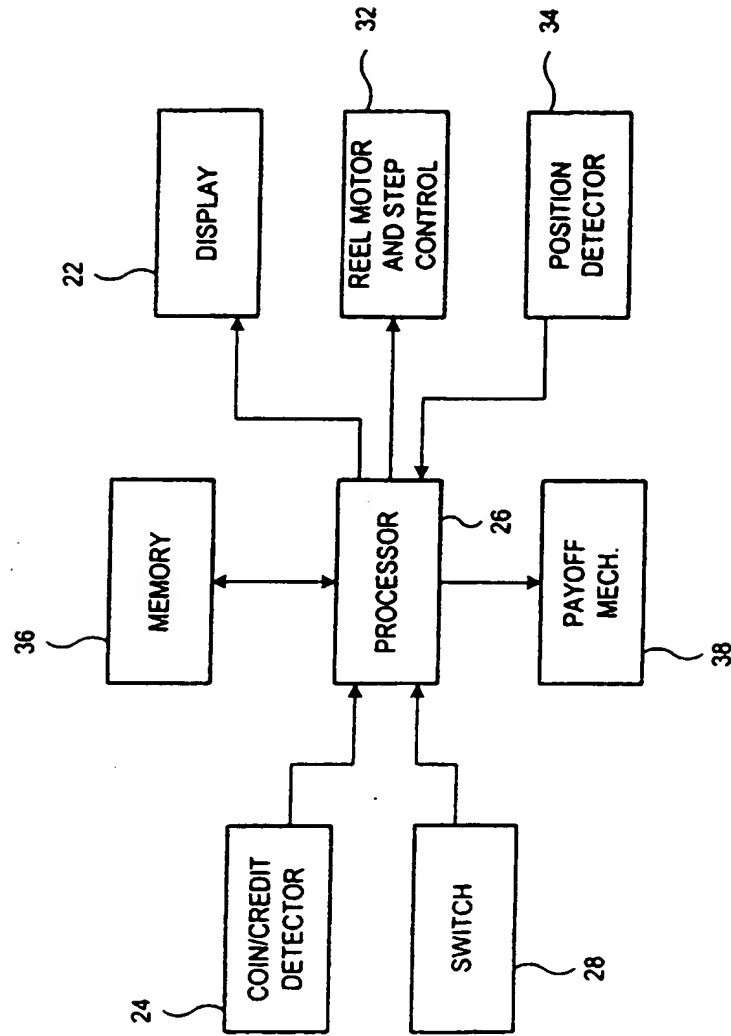 22
DISPLAY
32
REEL MOTOR
AND STEP
CONTROL
34
POSITION
DETECTOR
36
MEMORY
PROCESSOR
26
PAYOFF
MECH.
38
24
COIN/CREDIT
DETECTOR
SWITCH
28